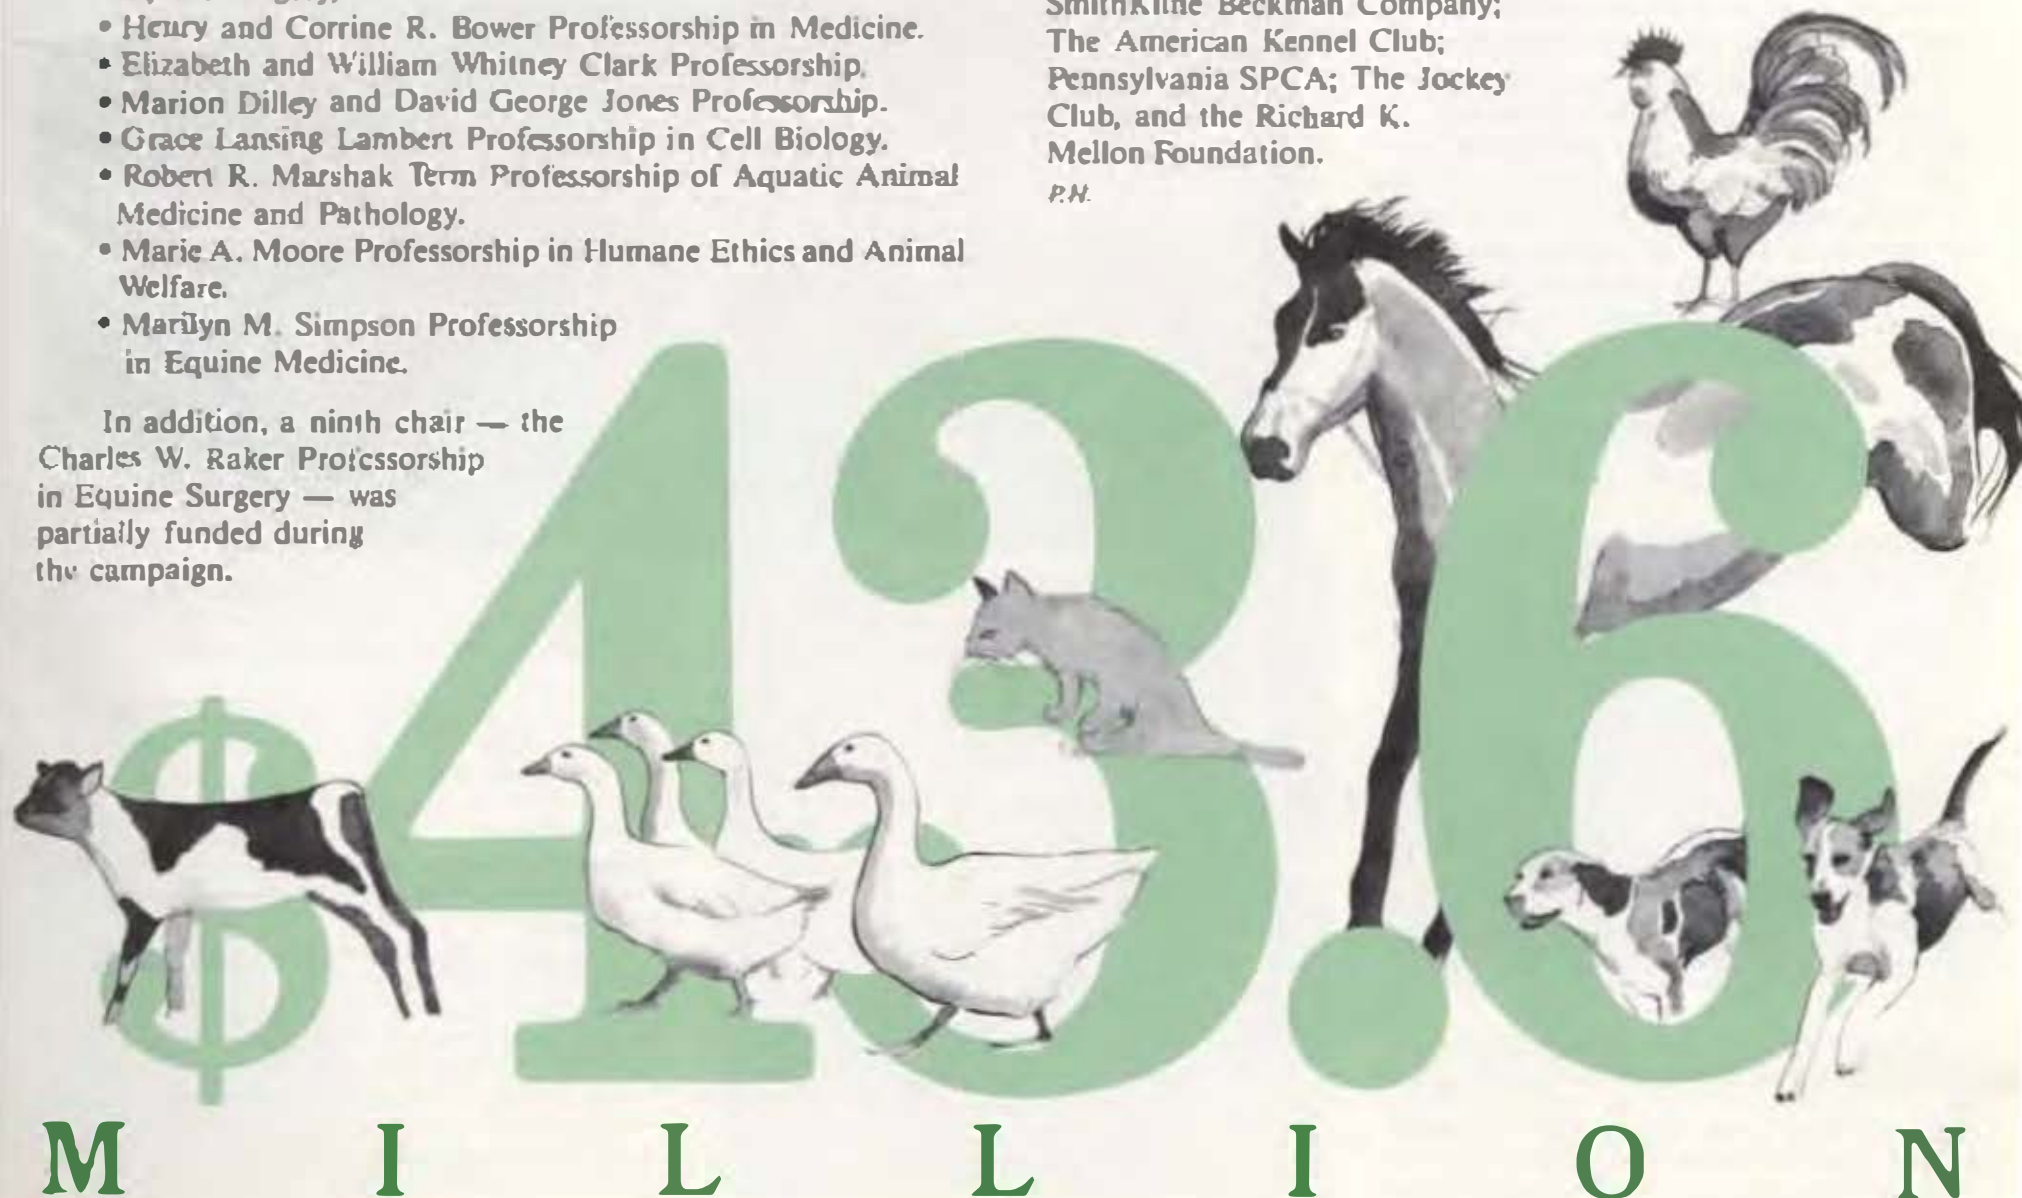 • Henry and Corrine R. Bower Professorship in Medicine.
• Elizabeth and William Whitney Clark Professorship.
• Marion Dilley and David George Jones Professorship.
• Grace Lansing Lambert Professorship in Cell Biology.
• Robert R. Marshak Term Professorship of Aquatic Animal
Medicine and Pathology.
• Marie A. Moore Professorship in Humane Ethics and Animal
Welfare.
• Marilyn M. Simpson Professorship
in Equine Medicine.
In addition, a ninth chair — the
Charles W. Raker Professorship
in Equine Surgery — was
partially funded during
the campaign.
SmithKline Beckman Company;
The American Kennel Club;
Pennsylvania SPCA; The Jockey
Club, and the Richard K.
Mellon Foundation.
P.N.
$43.6
MILLION